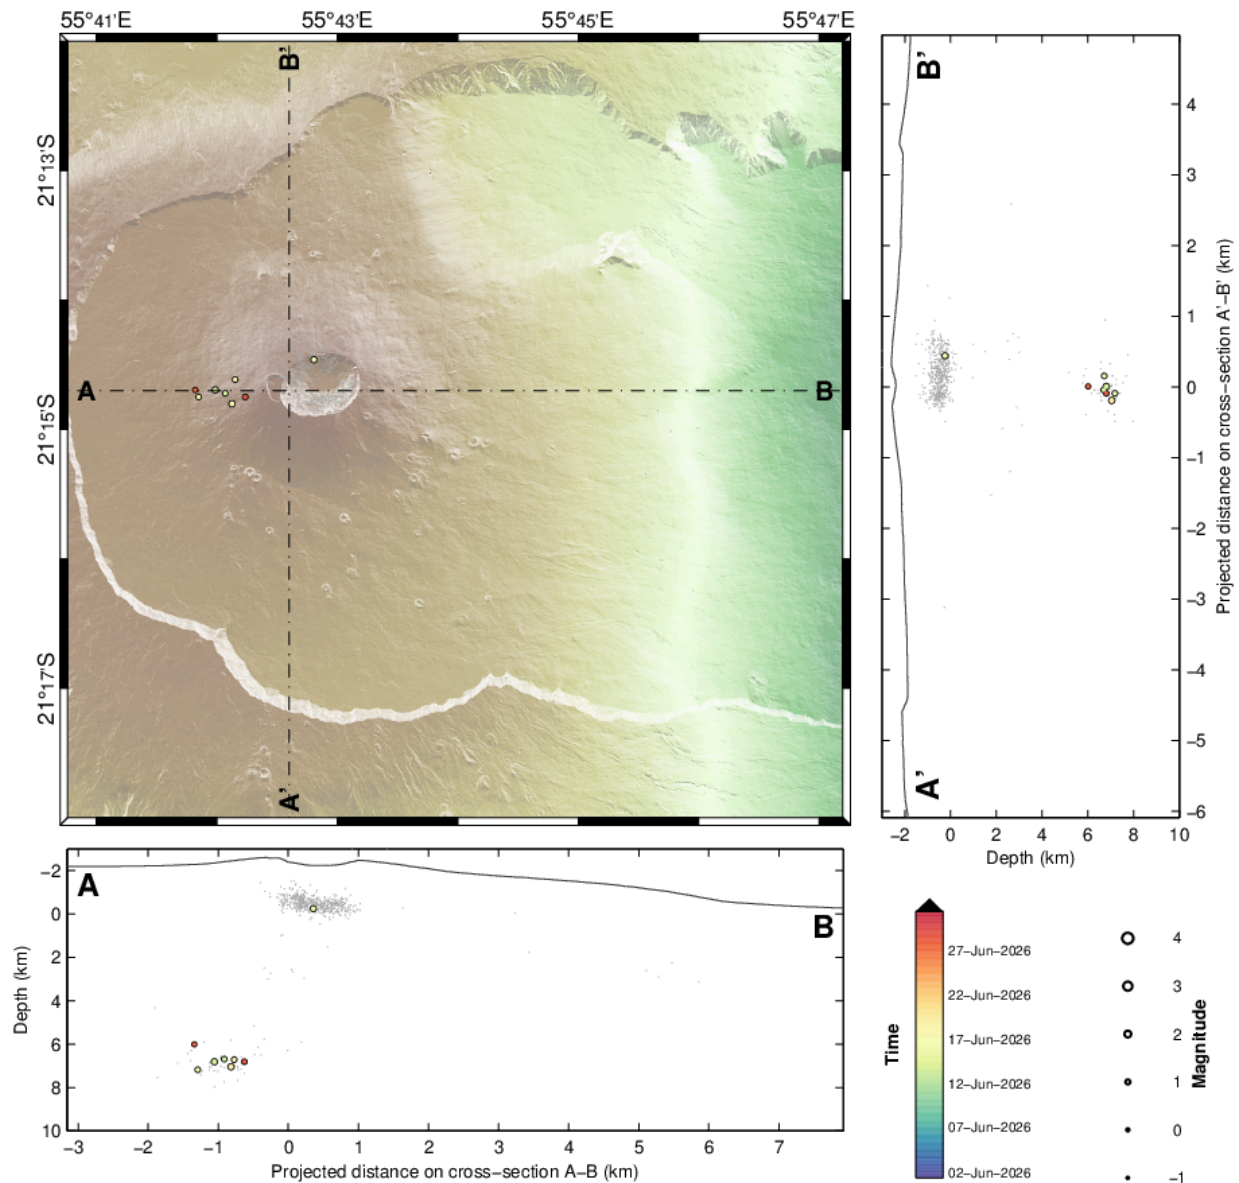 55°41'E 55°43'E 55°45'E 55°47'E
21°13'S
21°15'S
21°17'S
B'
A
B
A'
B'
A'
4
3
2
1
0
−1
−2
−3
−4
−5
−6
Projected distance on cross−section A'−B' (km)
−2 0 2 4 6 8 10
Depth (km)
A
B
−2
0
2
4
6
8
10
Depth (km)
−3 −2 −1 0 1 2 3 4 5 6 7
Projected distance on cross−section A−B (km)
Time
27−Jun−2026
22−Jun−2026
17−Jun−2026
12−Jun−2026
07−Jun−2026
02−Jun−2026
4
3
2
1
0
−1
Magnitude